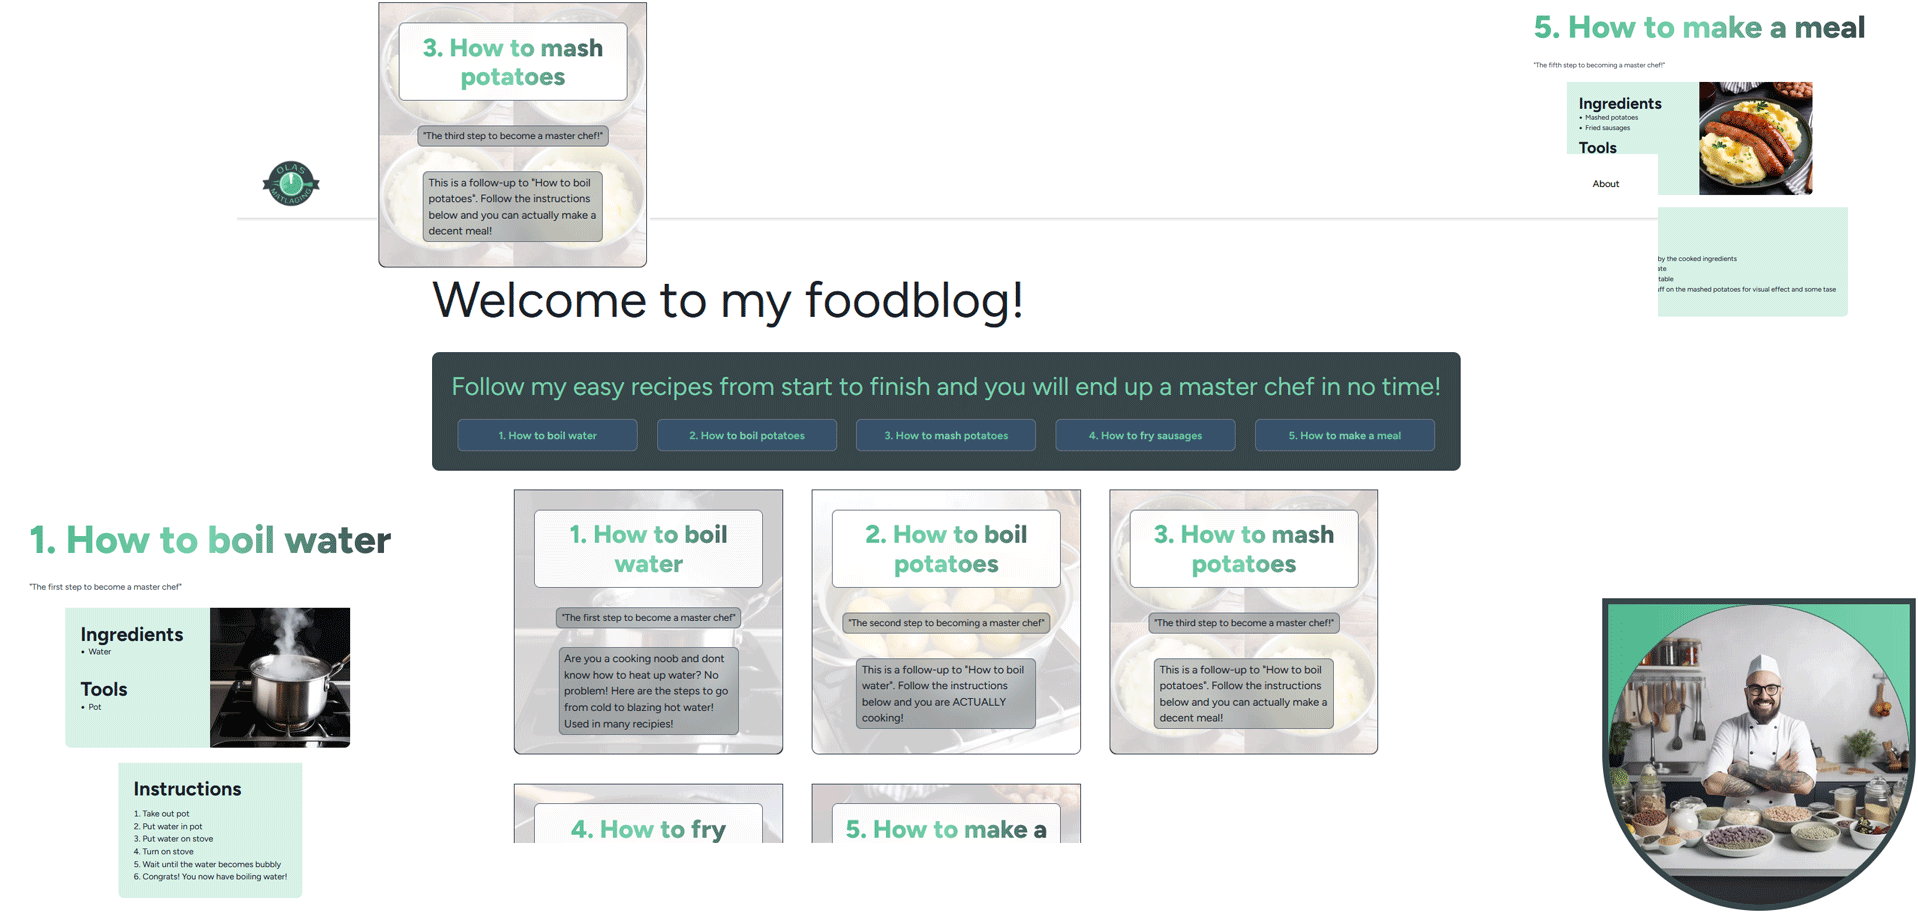 3. How to mash
potatoes
"The third step to become a master chef!"
This is a follow-up to "How to boil
potatoes". Follow the instructions
below and you can actually make a
decent meal!
5. How to make a meal
"The fifth step to becoming a master chef!"
Ingredients
• Mashed potatoes
• Fried sausages
Tools
OLAS
MATLAGING
About
by the cooked ingredients
ate
table
uff on the mashed potatoes for visual effect and some tase
Welcome to my foodblog!
Follow my easy recipes from start to finish and you will end up a master chef in no time!
1. How to boil water
2. How to boil potatoes
3. How to mash potatoes
4. How to fry sausages
5. How to make a meal
1. How to boil water
"The first step to become a master chef"
Ingredients
• Water
Tools
• Pot
Instructions
1. Take out pot
2. Put water in pot
3. Put water on stove
4. Turn on stove
5. Wait until the water becomes bubbly
6. Congrats! You now have boiling water!
1. How to boil
water
"The first step to become a master chef"
Are you a cooking noob and dont
know how to heat up water? No
problem! Here are the steps to go
from cold to blazing hot water!
Used in many recipies!
2. How to boil
potatoes
"The second step to becoming a master chef"
This is a follow-up to "How to boil
water". Follow the instructions
below and you are ACTUALLY
cooking!
3. How to mash
potatoes
"The third step to become a master chef!"
This is a follow-up to "How to boil
potatoes". Follow the instructions
below and you can actually make a
decent meal!
4. How to fry
5. How to make a